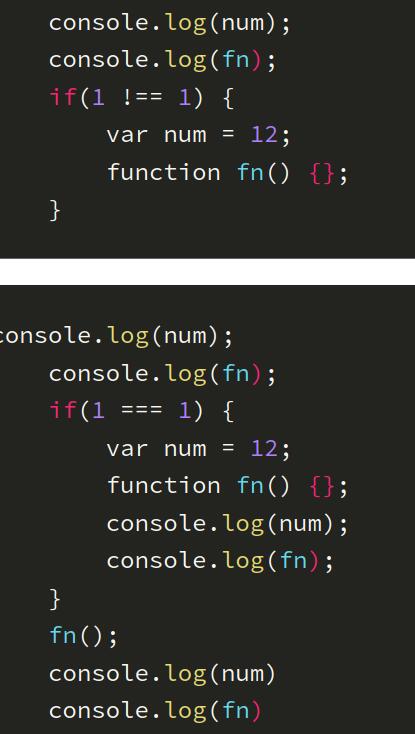 console.log(num);
console.log(fn);
if(1 !== 1) {
var num = 12;
function fn() {};
}
console.log(num);
console.log(fn);
if(1 === 1) {
var num = 12;
function fn() {};
console.log(num);
console.log(fn);
}
fn();
console.log(num)
console.log(fn)